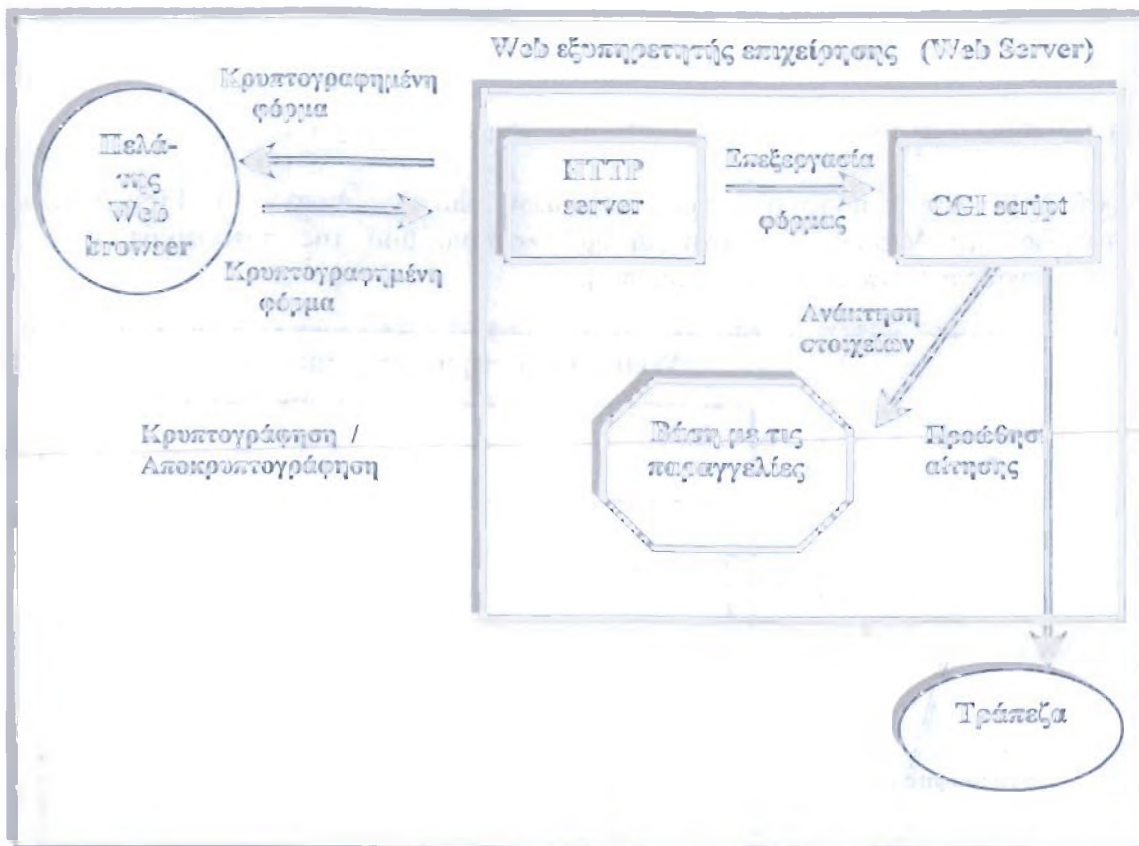 Web εξυπηρετητής επιχείρησης (Web Server)
Κρυπτογραφημένη
φόρμα
Πελά-
της
Web
browser
Κρυπτογραφημένη
φόρμα
HTTP
server
Επεξεργασία
φόρμας
CGI script
Ανάκτηση
στοιχείων
Κρυπτογράφηση /
Αποκρυπτογράφηση
Βάση με τις
παραγγελίες
Προώθησ
αίτησης
Τράπεζα